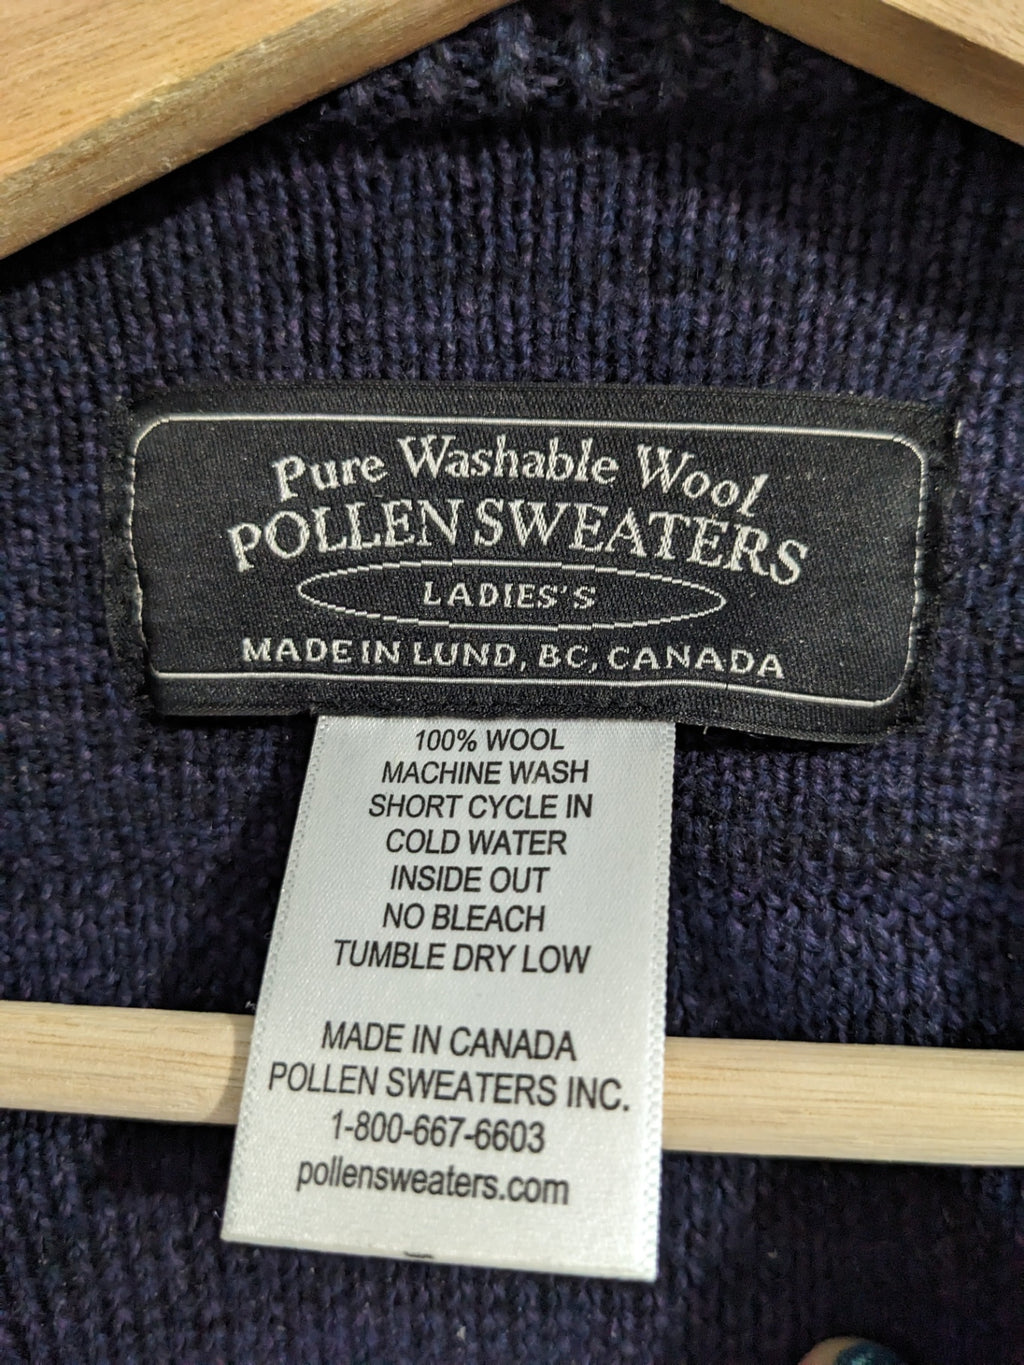 Pure Washable Wool
POLLEN SWEATERS
LADIES'S
MADE IN LUND, BC, CANADA
100% WOOL
MACHINE WASH
SHORT CYCLE IN
COLD WATER
INSIDE OUT
NO BLEACH
TUMBLE DRY LOW
MADE IN CANADA
POLLEN SWEATERS INC.
1-800-667-6603
pollensweaters.com